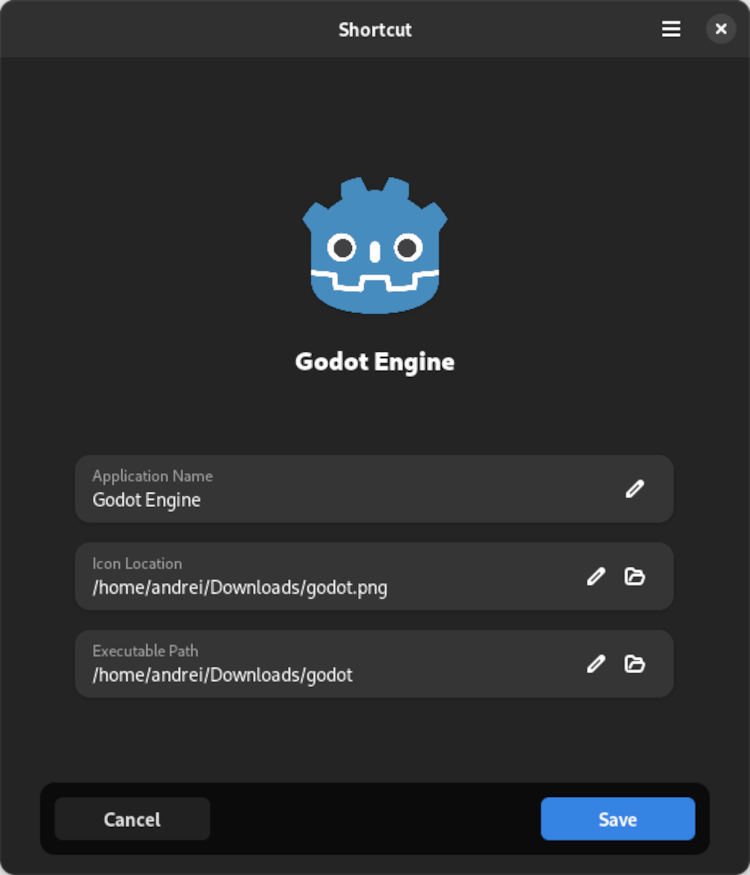 Shortcut
Godot Engine
Application Name
Godot Engine
Icon Location
/home/andrei/Downloads/godot.png
Executable Path
/home/andrei/Downloads/godot
Cancel
Save